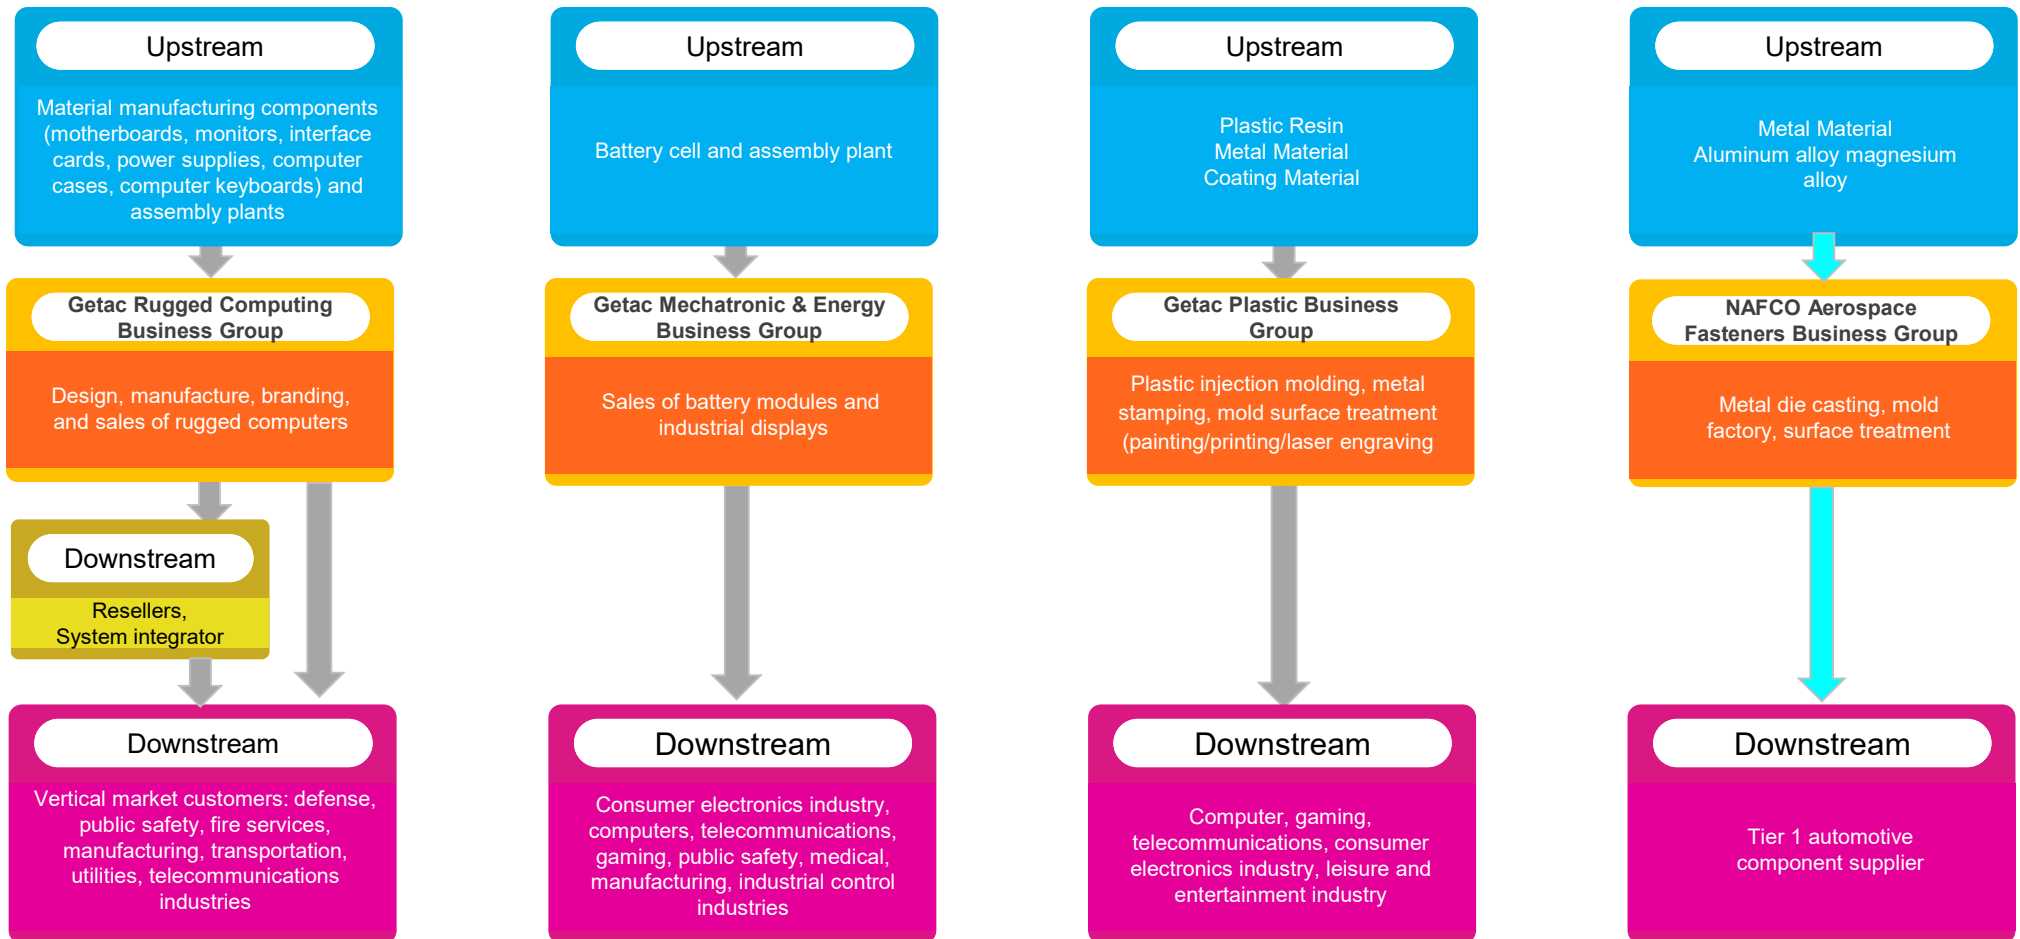 Upstream
Material manufacturing components
(motherboards, monitors, interface
cards, power supplies, computer
cases, computer keyboards) and
assembly plants
Getac Rugged Computing
Business Group
Design, manufacture, branding,
and sales of rugged computers
Downstream
Resellers,
System integrator
Downstream
Vertical market customers: defense,
public safety, fire services,
manufacturing, transportation,
utilities, telecommunications
industries
Upstream
Battery cell and assembly plant
Getac Mechatronic & Energy
Business Group
Sales of battery modules and
industrial displays
Downstream
Consumer electronics industry,
computers, telecommunications,
gaming, public safety, medical,
manufacturing, industrial control
industries
Upstream
Plastic Resin
Metal Material
Coating Material
Getac Plastic Business
Group
Plastic injection molding, metal
stamping, mold surface treatment
(painting/printing/laser engraving
Downstream
Computer, gaming,
telecommunications, consumer
electronics industry, leisure and
entertainment industry
Upstream
Metal Material
Aluminum alloy magnesium
alloy
NAFCO Aerospace
Fasteners Business Group
Metal die casting, mold
factory, surface treatment
Downstream
Tier 1 automotive
component supplier